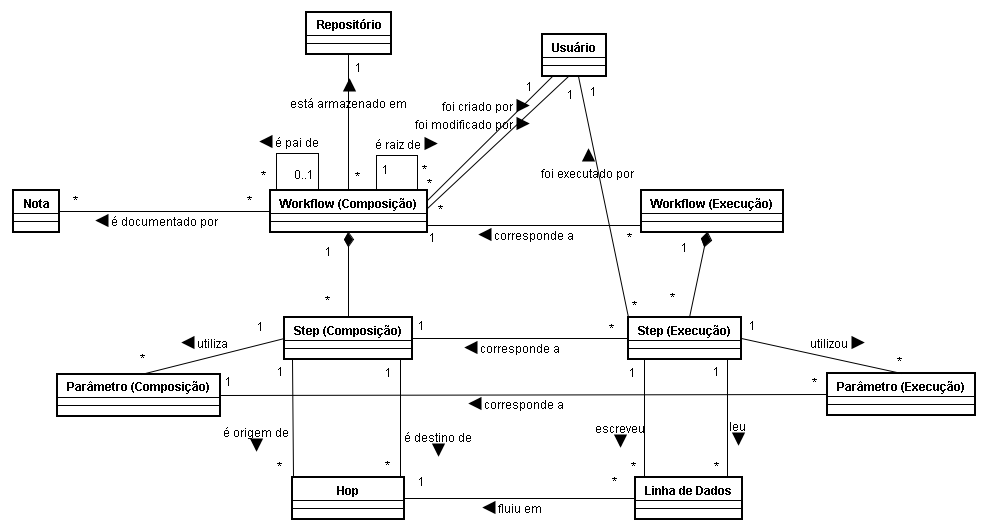 Repositório
1
Usuário
está armazenado em
1
1
1
foi criado por
foi modificado por
é pai de
é raiz de
*
0..1
*
1
*
*
foi executado por
Nota
*
*
Workflow (Composição)
*
Workflow (Execução)
é documentado por
1
corresponde a
*
1
1
*
*
*
Step (Composição)
Step (Execução)
1
1
*
1
utiliza
corresponde a
utilizou
*
*
1
1
1
1
Parâmetro (Composição)
1
*
Parâmetro (Execução)
corresponde a
é origem de
é destino de
escreveu
leu
*
*
*
*
Hop
1
*
Linha de Dados
fluiu em